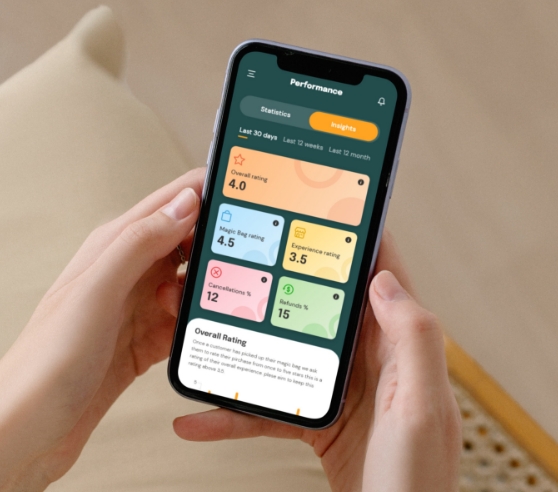 Performance
Statistics
Insights
Last 30 days
Last 12 weeks
Last 12 month
Overall rating
4.0
Magic Bag rating
4.5
Experience rating
3.5
Cancellations %
12
Refunds %
15
Overall Rating
Once a customer has picked up their magic bag we ask
them to rate their purchase from once to five stars this is a
rating of their overall experience. plese aim to keep this
rating above 3.0